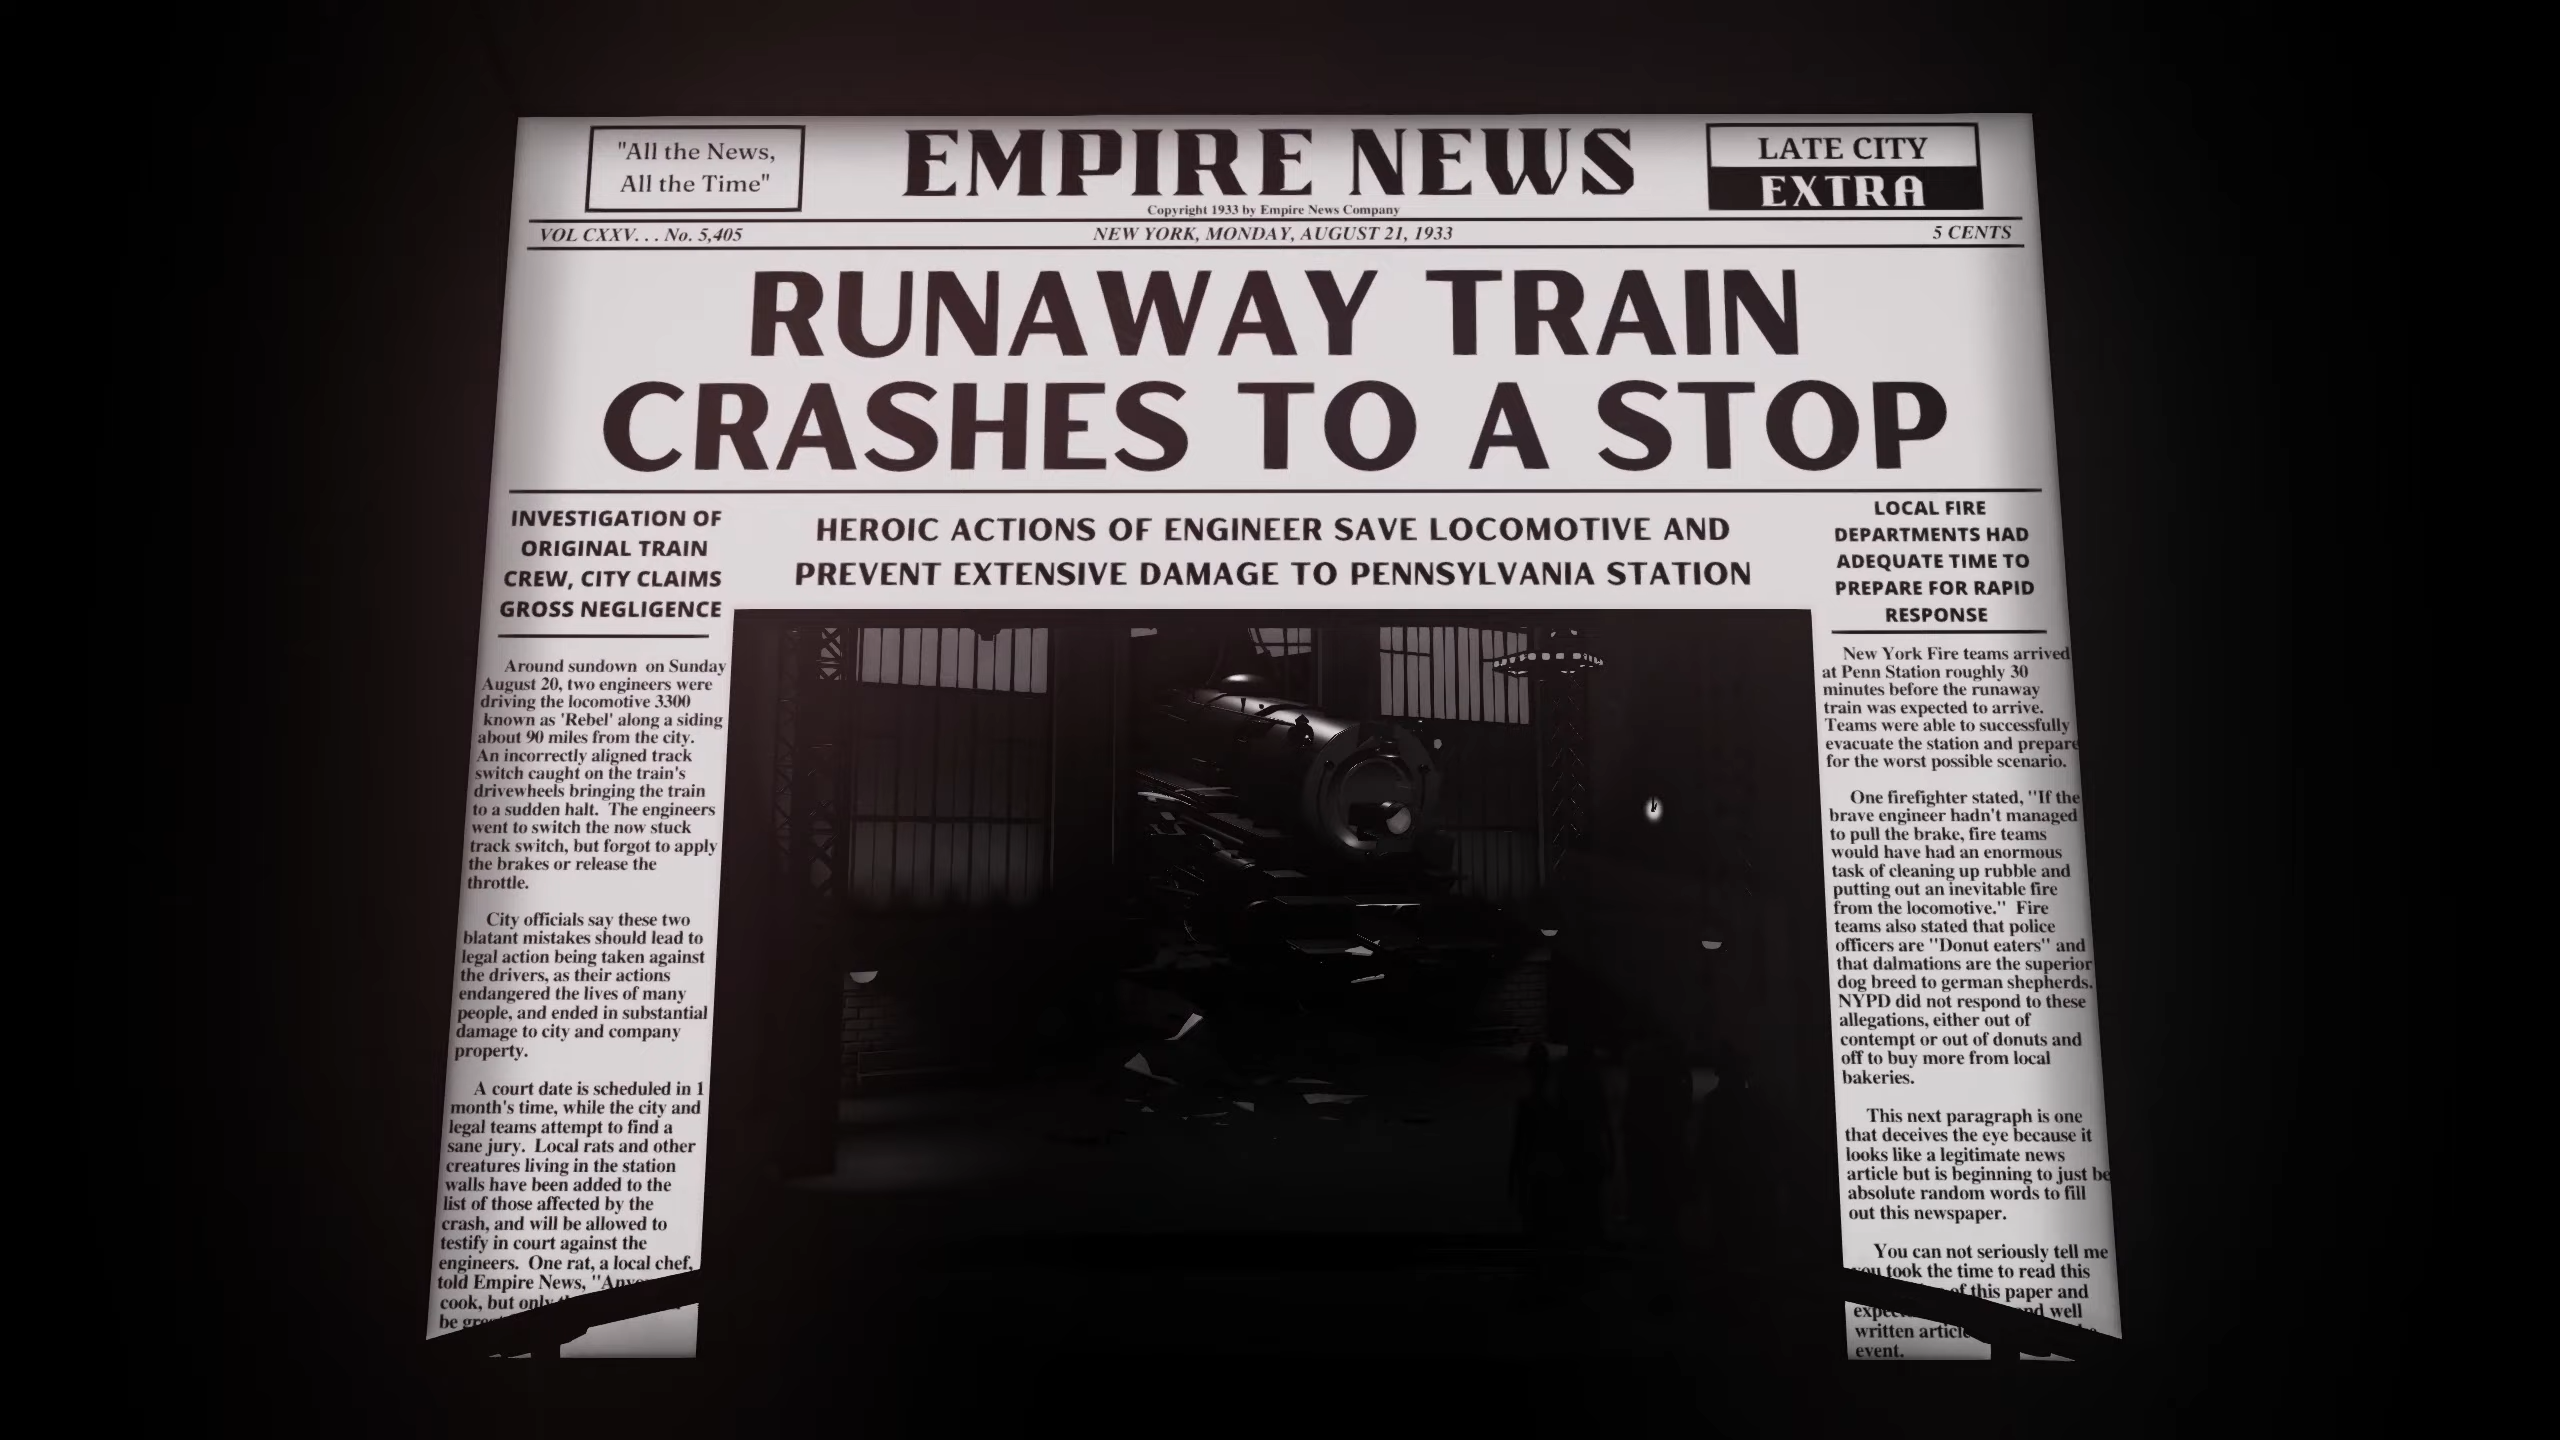 "All the News,
All the Time"
EMPIRE NEWS
Copyright 1933 by Empire News Company
LATE CITY
EXTRA
VOL CXXV. . . No. 5,405
NEW YORK, MONDAY, AUGUST 21, 1933
5 CENTS
RUNAWAY TRAIN
CRASHES TO A STOP
INVESTIGATION OF
ORIGINAL TRAIN
CREW, CITY CLAIMS
GROSS NEGLIGENCE
Around sundown on Sunday
August 20, two engineers were
driving the locomotive 3300
known as 'Rebel' along a siding
about 90 miles from the city.
An incorrectly aligned track
switch caught on the train's
drivewheels bringing the train
to a sudden halt. The engineers
went to switch the now stuck
track switch, but forgot to apply
the brakes or release the
throttle.
City officials say these two
blatant mistakes should lead to
legal action being taken against
the drivers, as their actions
endangered the lives of many
people, and ended in substantial
damage to city and company
property.
A court date is scheduled in 1
month's time, while the city and
legal teams attempt to find a
sane jury. Local rats and other
creatures living in the station
walls have been added to the
list of those affected by the
crash, and will be allowed to
testify in court against the
engineers. One rat, a local chef,
told Empire News, "
cook, but only
be
HEROIC ACTIONS OF ENGINEER SAVE LOCOMOTIVE AND
PREVENT EXTENSIVE DAMAGE TO PENNSYLVANIA STATION
LOCAL FIRE
DEPARTMENTS HAD
ADEQUATE TIME TO
PREPARE FOR RAPID
RESPONSE
New York Fire teams arrived
at Penn Station roughly 30
minutes before the runaway
train was expected to arrive.
Teams were able to successfully
evacuate the station and prepare
for the worst possible scenario.
One firefighter stated, "If the
brave engineer hadn't managed
to pull the brake, fire teams
would have had an enormous
task of cleaning up rubble and
putting out an inevitable fire
from the locomotive." Fire
teams also stated that police
officers are "Donut eaters" and
that dalmations are the superior
dog breed to german shepherds.
NYPD did not respond to these
allegations, either out of
contempt or out of donuts and
off to buy more from local
bakeries.
This next paragraph is one
that deceives the eye because it
looks like a legitimate news
article but is beginning to just be
absolute random words to fill
out this newspaper.
You can not seriously tell me
you took the time to read this
of this paper and
well
written
event.